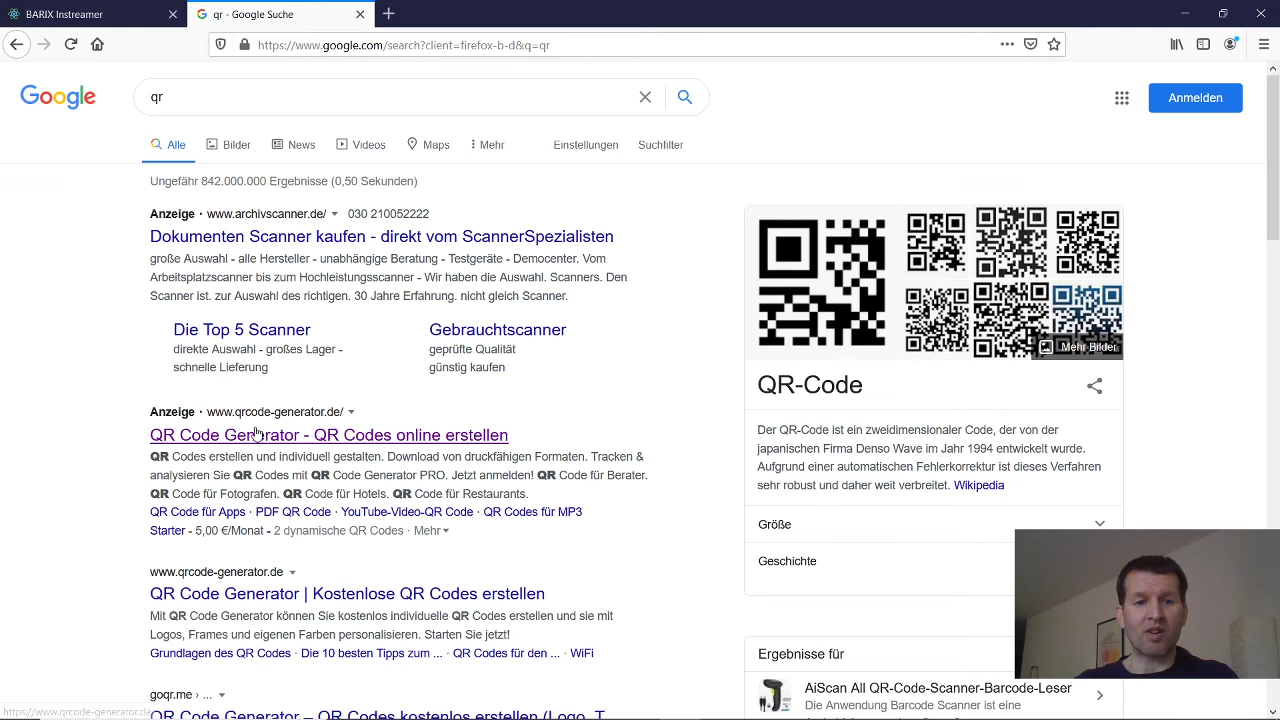 BARIX Instreamer
qr - Google Suche
https://www.google.com/search?client=firefox-b-d&q=qr
Google
qr
Anmelden
Alle
Bilder
News
Videos
Maps
Mehr
Einstellungen
Suchfilter
Ungefähr 842.000.000 Ergebnisse (0,50 Sekunden)
Anzeige · www.archivscanner.de/ 030 210052222
Dokumenten Scanner kaufen - direkt vom ScannerSpezialisten
große Auswahl - alle Hersteller - unabhängige Beratung - Testgeräte - Democenter. Vom
Arbeitsplatzscanner bis zum Hochleistungsscanner - Wir haben die Auswahl. Scanners. Den
Scanner ist. zur Auswahl des richtigen. 30 Jahre Erfahrung. nicht gleich Scanner.
Die Top 5 Scanner
direkte Auswahl - großes Lager -
schnelle Lieferung
Gebrauchtscanner
geprüfte Qualität
günstig kaufen
Anzeige · www.qrcode-generator.de/
QR Code Generator - QR Codes online erstellen
QR Codes erstellen und individuell gestalten. Download von druckfähigen Formaten. Tracken &
analysieren Sie QR Codes mit QR Code Generator PRO. Jetzt anmelden! QR Code für Berater.
QR Code für Fotografen. QR Code für Hotels. QR Code für Restaurants.
QR Code für Apps · PDF QR Code · YouTube-Video-QR Code · QR Codes für MP3
Starter - 5,00 €/Monat - 2 dynamische QR Codes · Mehr
www.qrcode-generator.de
QR Code Generator | Kostenlose QR Codes erstellen
Mit QR Code Generator können Sie kostenlos individuelle QR Codes erstellen und sie mit
Logos, Frames und eigenen Farben personalisieren. Starten Sie jetzt!
Grundlagen des QR Codes · Die 10 besten Tipps zum ... · QR Codes für den ... · WiFi
goqr.me › ...
QR Code Generator – QR Codes kostenlos erstellen (Logo, T
https://www.qrcode-generator.de
Mehr Bilder
QR-Code
Der QR-Code ist ein zweidimensionaler Code, der von der
japanischen Firma Denso Wave im Jahr 1994 entwickelt wurde.
Aufgrund einer automatischen Fehlerkorrektur ist dieses Verfahren
sehr robust und daher weit verbreitet. Wikipedia
Größe
Geschichte
Ergebnisse für
AiScan All QR-Code-Scanner-Barcode-Leser
Die Anwendung Barcode Scanner ist eine